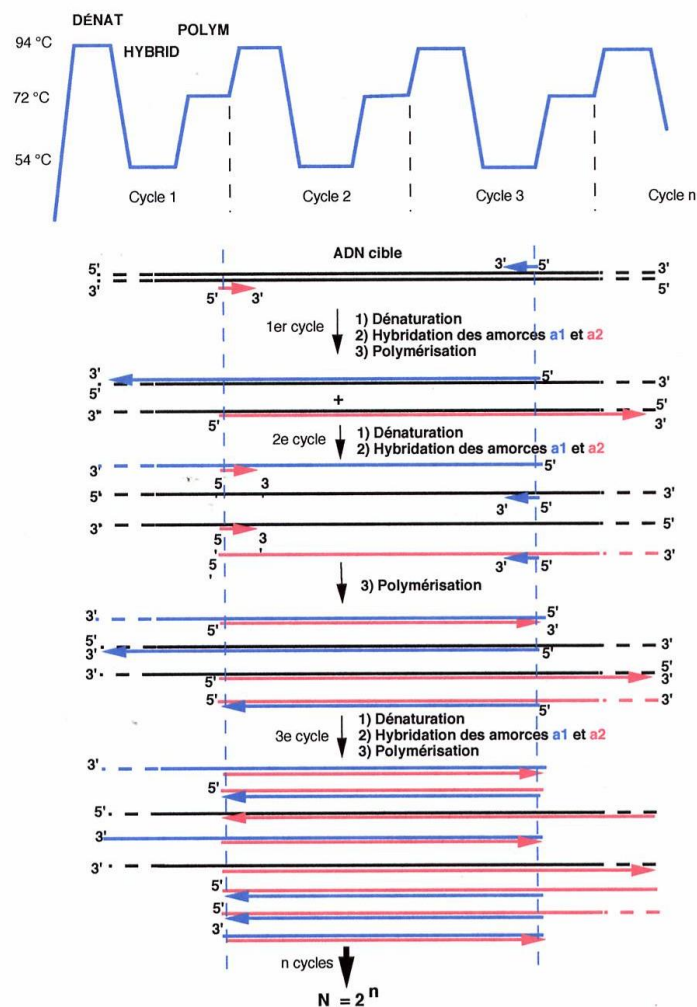 DÉNAT
POLYM
94 °C
HYBRID
72 °C
54 °C
Cycle 1 Cycle 2 Cycle 3 Cycle n
ADN cible
5' 3' 5' 3'
3' 5' 3' 5'
1er cycle
1) Dénaturation
2) Hybridation des amorces a1 et a2
3) Polymérisation
3' 5' 3'
5'
+
3' 5'
5' 3'
2e cycle
1) Dénaturation
2) Hybridation des amorces a1 et a2
3' 5'
5 3
5' 3' 5' 3'
3' 5'
5 3
5' 3' 5' 3'
3) Polymérisation
3' 5'
5' 3'
5' 3'
3' 5'
3' 5' 5'
3'
5' 3'
5'
3e cycle
1) Dénaturation
2) Hybridation des amorces a1 et a2
3) Polymérisation
3'
5'
5'
3'
3'
5'
5'
3'
n cycles
N = 2ⁿ